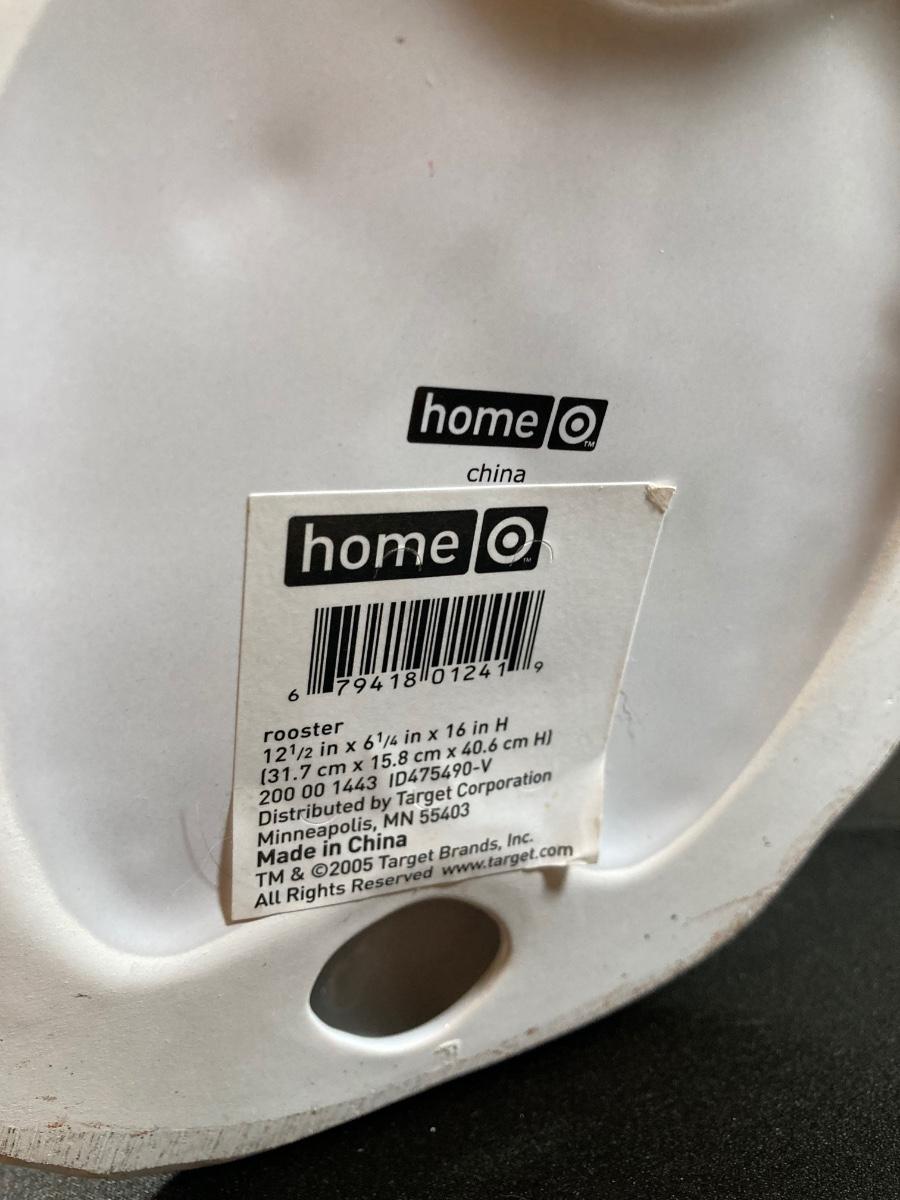 home TM
china
home TM
6 79418 01241 9
rooster
12 1/2 in x 6 1/4 in x 16 in H
(31.7 cm x 15.8 cm x 40.6 cm H)
200 00 1443 ID475490-V
Distributed by Target Corporation
Minneapolis, MN 55403
Made in China
TM & ©2005 Target Brands, Inc.
All Rights Reserved www.target.com